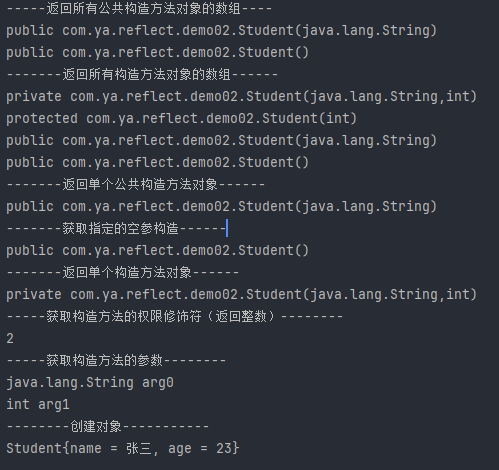 -----返回所有公共构造方法对象的数组----
public com.ya.reflect.demo02.Student(java.lang.String)
public com.ya.reflect.demo02.Student()
-------返回所有构造方法对象的数组------
private com.ya.reflect.demo02.Student(java.lang.String,int)
protected com.ya.reflect.demo02.Student(int)
public com.ya.reflect.demo02.Student(java.lang.String)
public com.ya.reflect.demo02.Student()
-------返回单个公共构造方法对象------
public com.ya.reflect.demo02.Student(java.lang.String)
-------获取指定的空参构造------
public com.ya.reflect.demo02.Student()
-------返回单个构造方法对象------
private com.ya.reflect.demo02.Student(java.lang.String,int)
-----获取构造方法的权限修饰符（返回整数）--------
2
-----获取构造方法的参数--------
java.lang.String arg0
int arg1
--------创建对象-----------
Student{name = 张三, age = 23}